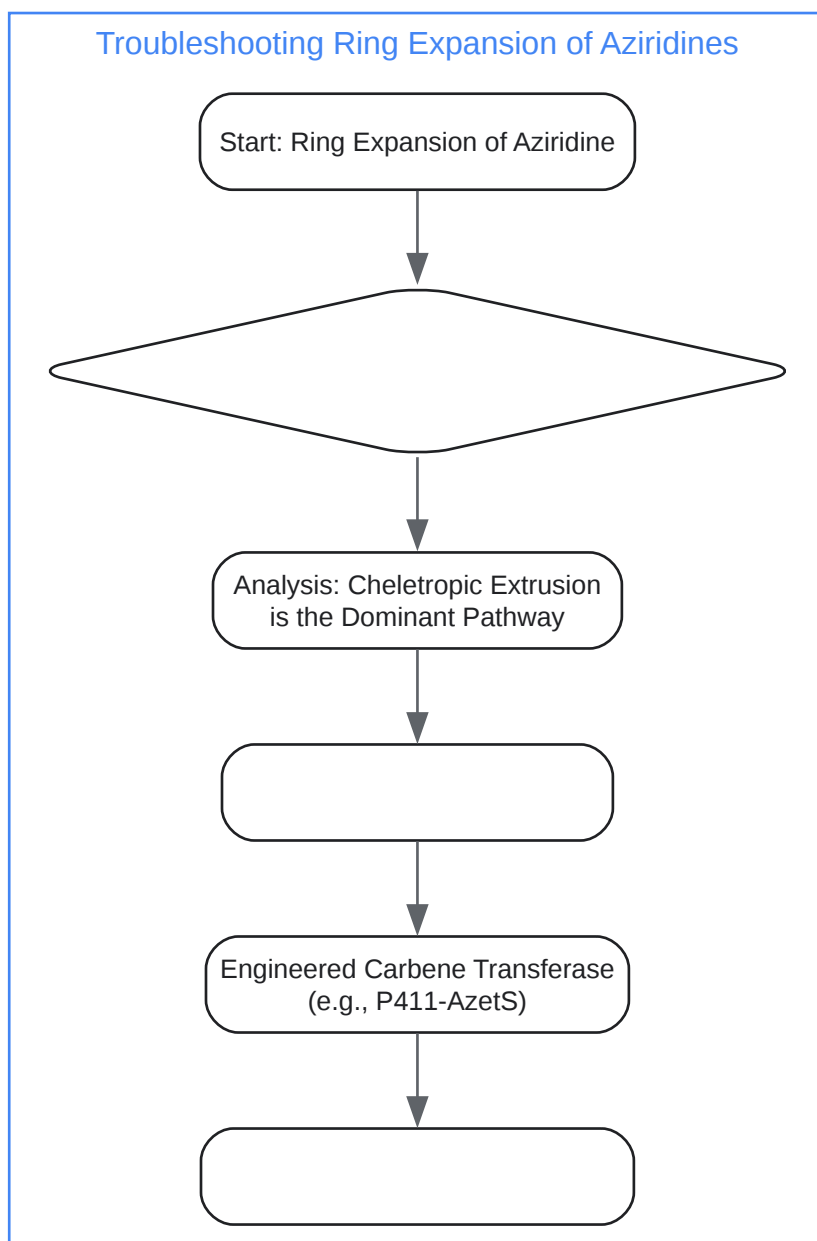 Troubleshooting Ring Expansion of Aziridines
Start: Ring Expansion of Aziridine
Analysis: Cheletropic Extrusion
is the Dominant Pathway
Engineered Carbene Transferase
(e.g., P411-AzetS)